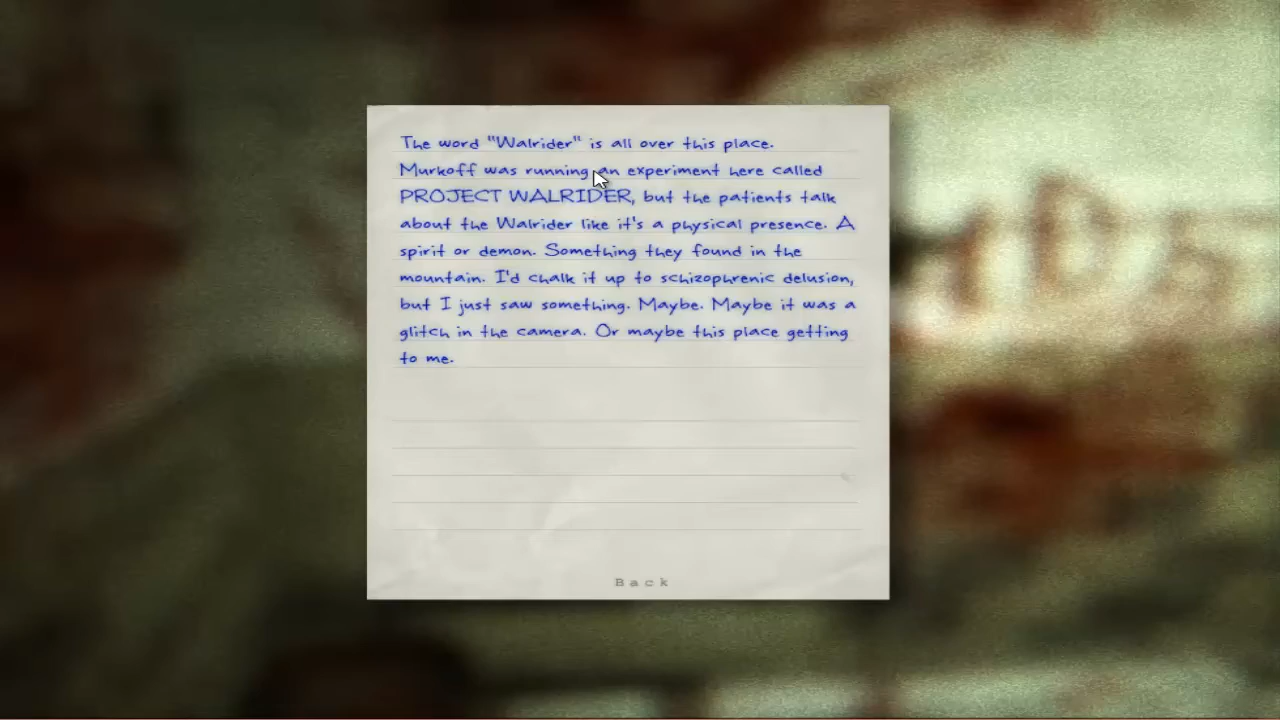 The word "Walrider" is all over this place.
Murkoff was running an experiment here called
PROJECT WALRIDER, but the patients talk
about the Walrider like it's a physical presence. A
spirit or demon. Something they found in the
mountain. I'd chalk it up to schizophrenic delusion,
but I just saw something. Maybe. Maybe it was a
glitch in the camera. Or maybe this place getting
to me.
Back